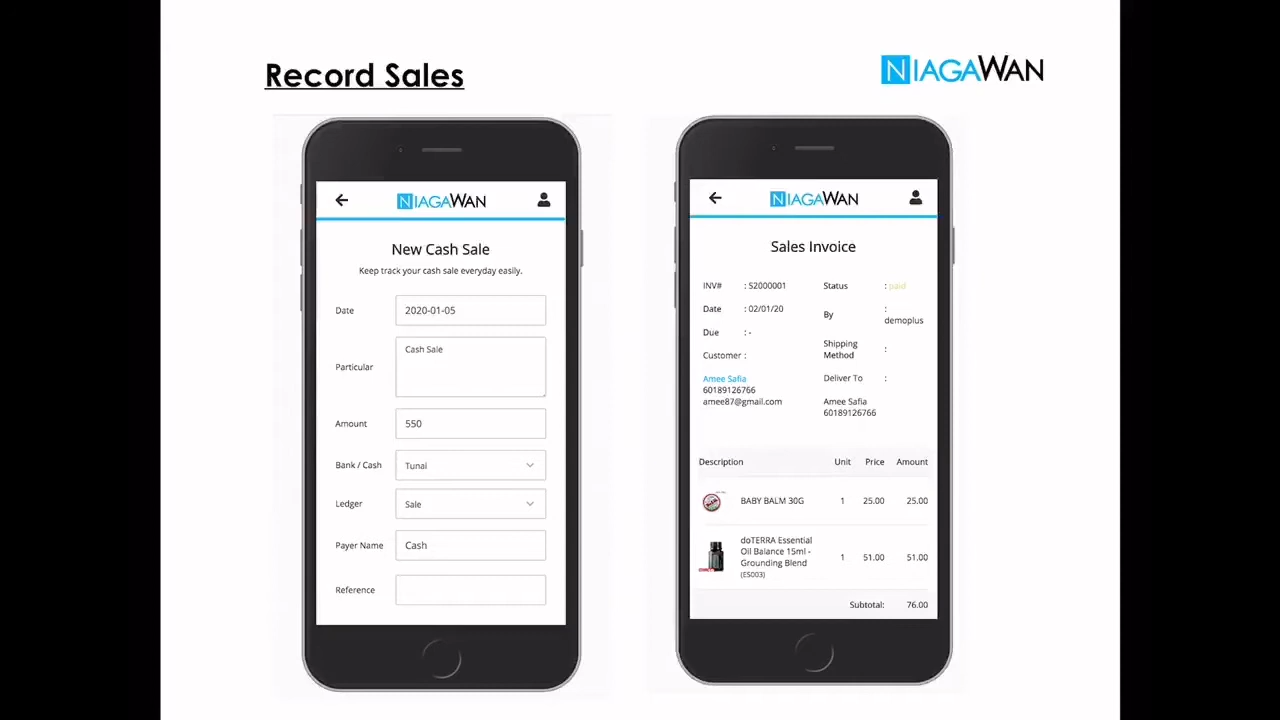 Record Sales
NIAGAWAN
NIAGAWAN
New Cash Sale
Keep track your cash sale everyday easily.
Date 2020-01-05
Particular Cash Sale
Amount 550
Bank / Cash Tunai
Ledger Sale
Payer Name Cash
Reference
NIAGAWAN
Sales Invoice
INV# : S2000001 Status : paid
Date : 02/01/20 By : demoplus
Due : - Shipping Method :
Customer : Deliver To :
Amee Safia
60189126766
amee87@gmail.com
Amee Safia
60189126766
Description Unit Price Amount
BABY BALM 30G 1 25.00 25.00
doTERRA Essential
Oil Balance 15ml -
Grounding Blend
(ES003)
1 51.00 51.00
Subtotal: 76.00